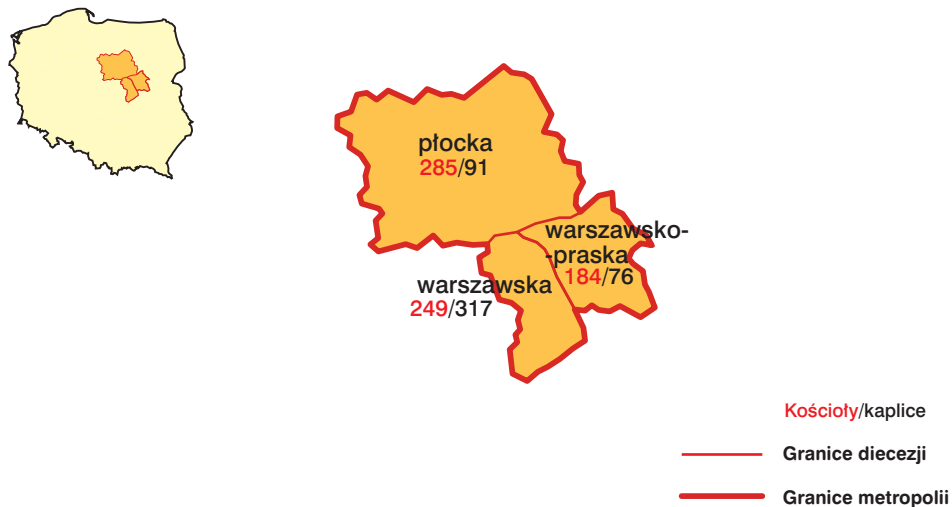 płocka
285/91
warszawsko-
-praska
184/76
warszawska
249/317
Kościoły/kaplice
Granice diecezji
Granice metropolii